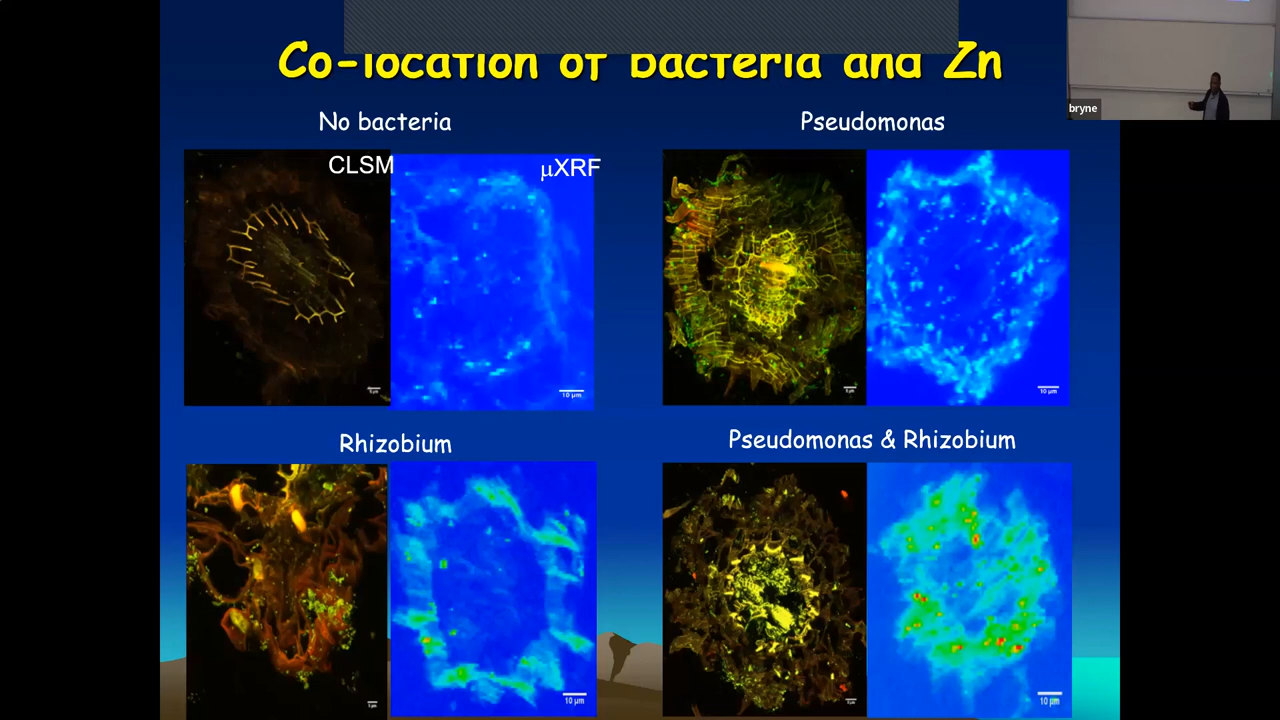 Co-location of bacteria and Zn
bryne
No bacteria
Pseudomonas
CLSM
μXRF
10 μm
10 μm
Rhizobium
Pseudomonas & Rhizobium
10 μm
10 μm